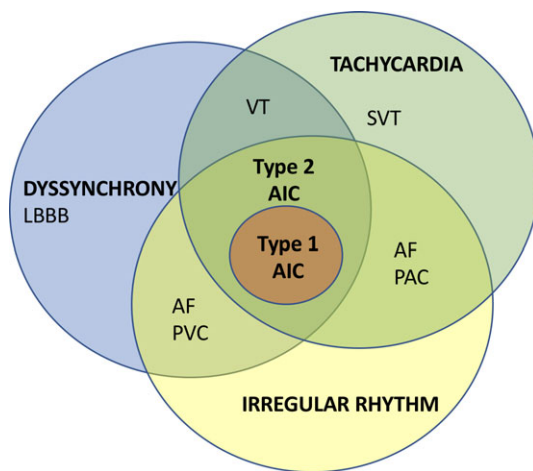 TACHYCARDIA
VT
SVT
Type 2
AIC
DYSSYNCHRONY
LBBB
Type 1
AIC
AF
PAC
AF
PVC
IRREGULAR RHYTHM